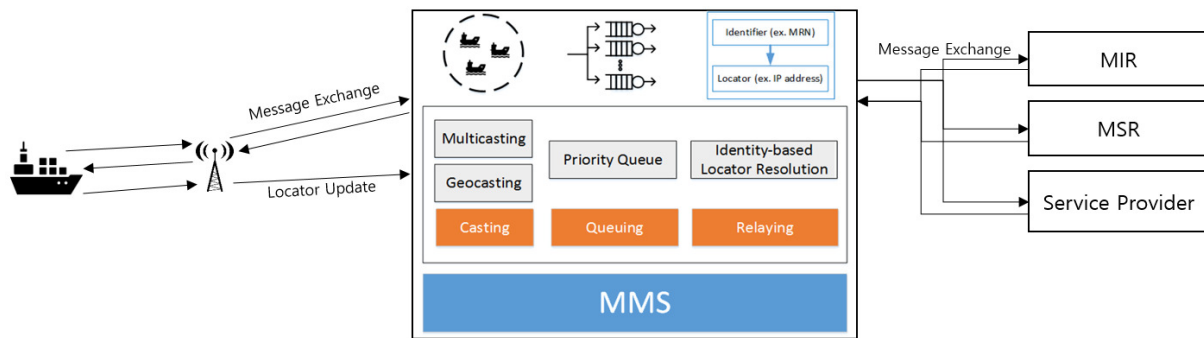 Message Exchange
Locator Update
Identifier (ex. MRN)
Locator (ex. IP address)
Multicasting
Geocasting
Priority Queue
Identity-based
Locator Resolution
Casting
Queuing
Relaying
MMS
Message Exchange
MIR
MSR
Service Provider